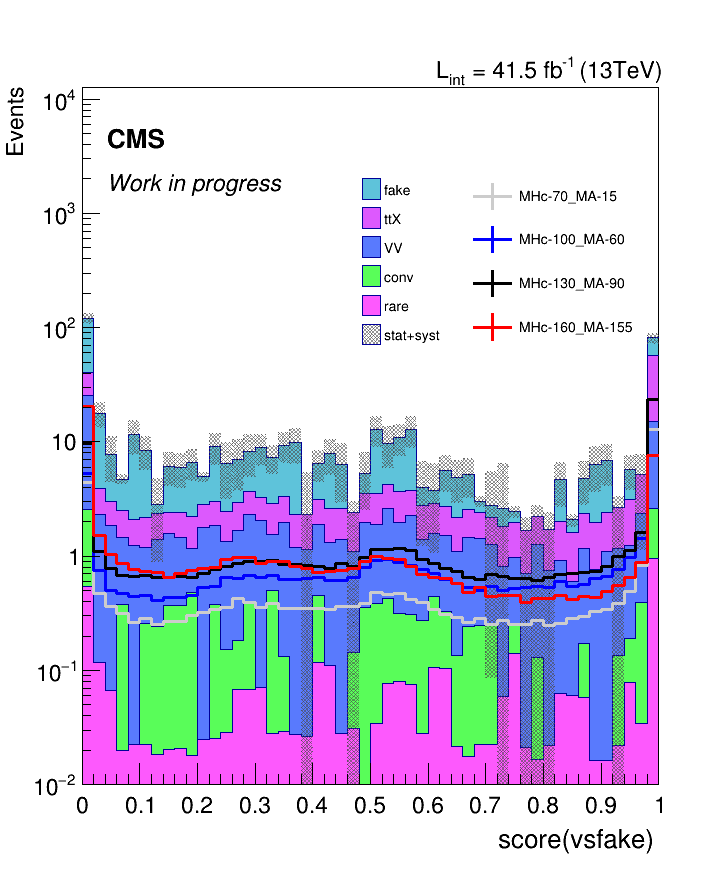 L_int = 41.5 fb^-1 (13TeV)
Events
CMS
Work in progress
fake
ttX
VV
conv
rare
stat+syst
MHc-70_MA-15
MHc-100_MA-60
MHc-130_MA-90
MHc-160_MA-155
10^4
10^3
10^2
10
1
10^−1
10^−2
0 0.1 0.2 0.3 0.4 0.5 0.6 0.7 0.8 0.9 1
score(vsfake)